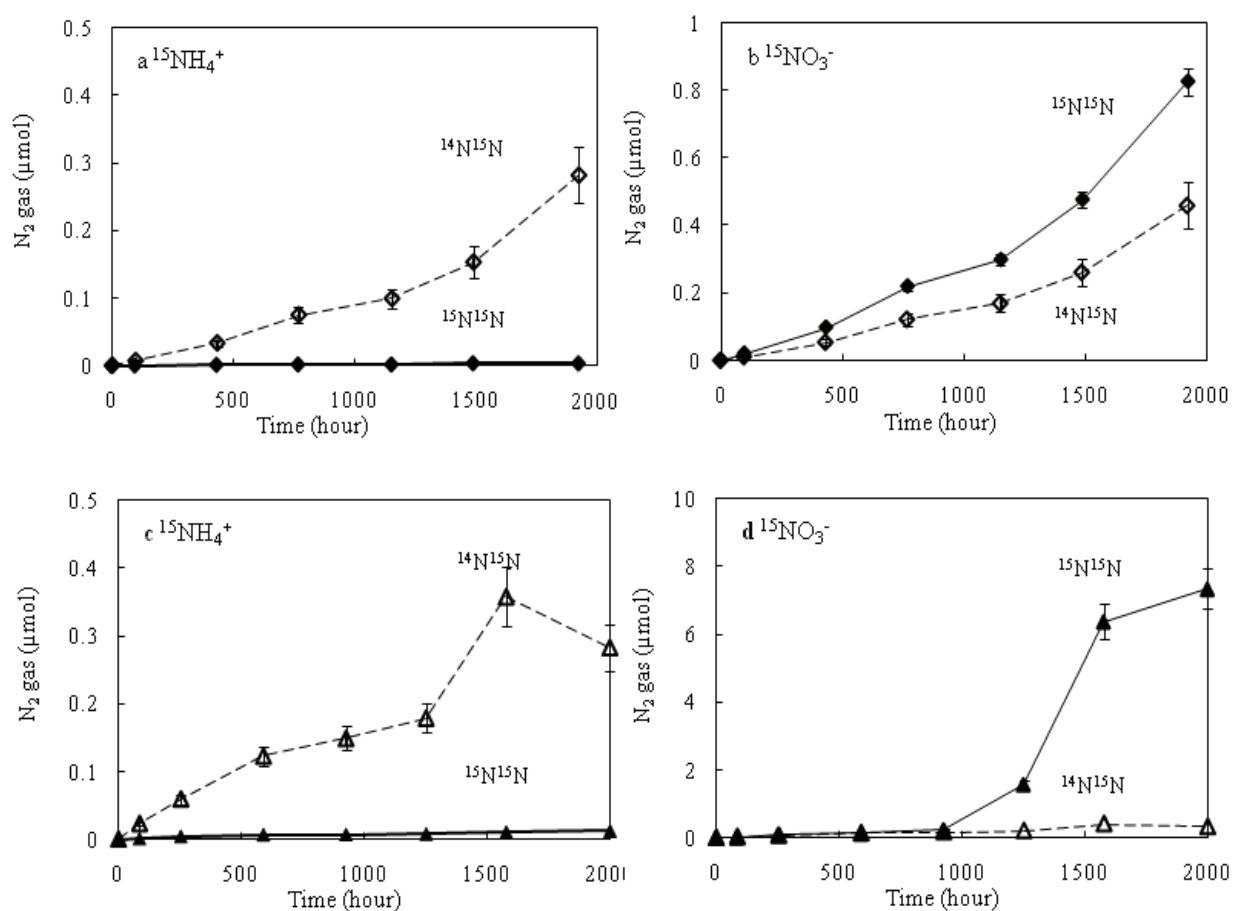 a ¹⁵NH₄⁺
N₂ gas (µmol)
0.5
0.4
0.3
0.2
0.1
0
¹⁴N¹⁵N
¹⁵N¹⁵N
0 500 1000 1500 2000
Time (hour)
b ¹⁵NO₃⁻
N₂ gas (µmol)
1
0.8
0.6
0.4
0.2
0
¹⁵N¹⁵N
¹⁴N¹⁵N
0 500 1000 1500 2000
Time (hour)
c ¹⁵NH₄⁺
N₂ gas (µmol)
0.5
0.4
0.3
0.2
0.1
0
¹⁴N¹⁵N
¹⁵N¹⁵N
0 500 1000 1500 2000
Time (hour)
d ¹⁵NO₃⁻
N₂ gas (µmol)
10
8
6
4
2
0
¹⁵N¹⁵N
¹⁴N¹⁵N
0 500 1000 1500 2000
Time (hour)